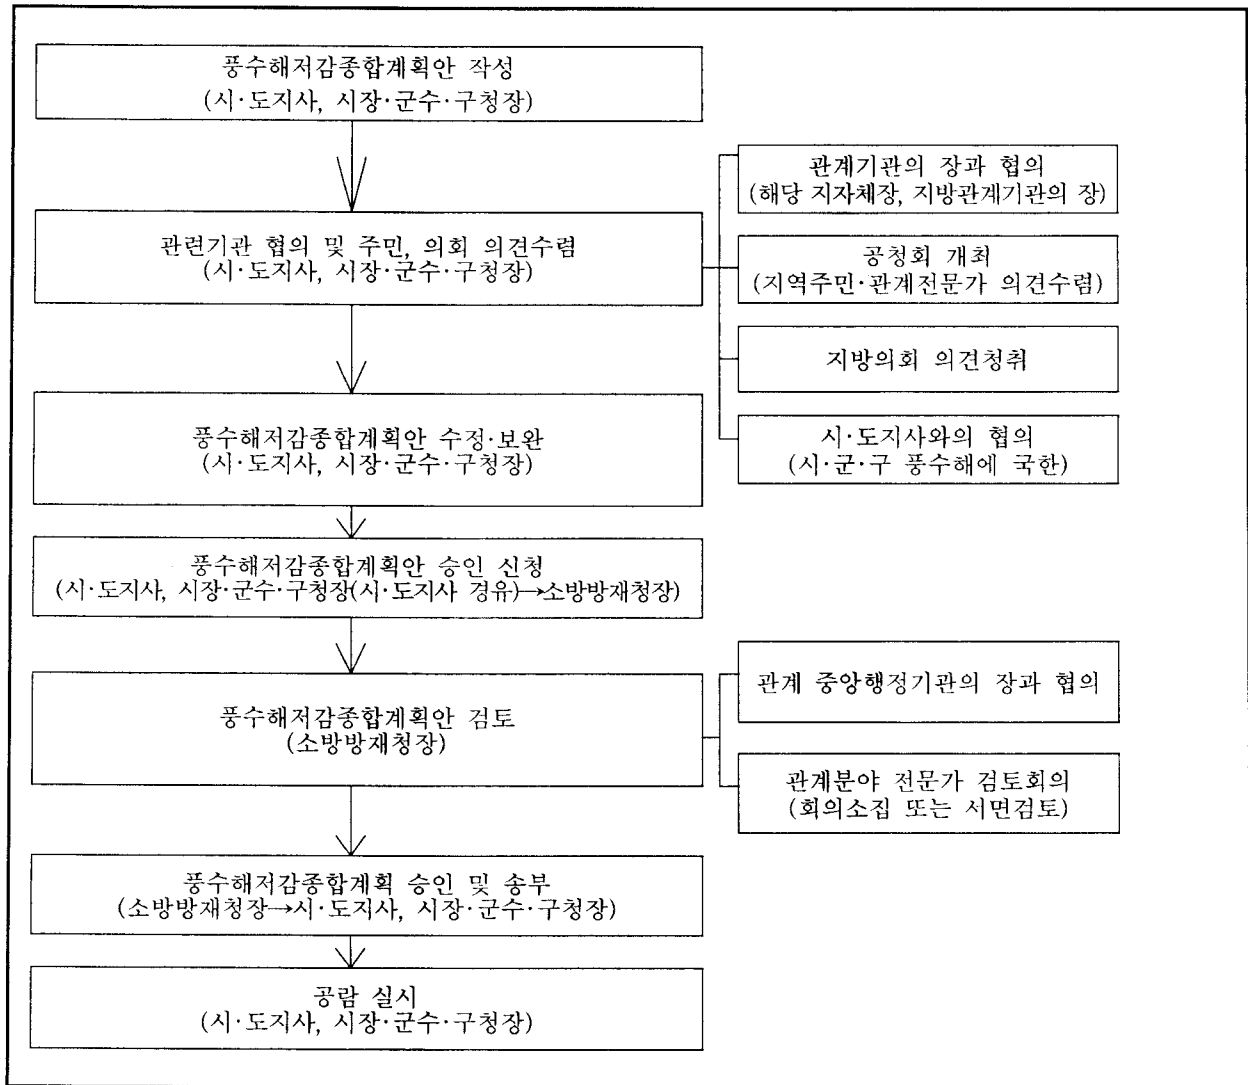 풍수해저감종합계획안 작성
(시·도지사, 시장·군수·구청장)
관계기관의 장과 협의
(해당 지자체장, 지방관계기관의 장)
관련기관 협의 및 주민, 의회 의견수렴
(시·도지사, 시장·군수·구청장)
공청회 개최
(지역주민·관계전문가 의견수렴)
지방의회 의견청취
풍수해저감종합계획안 수정·보완
(시·도지사, 시장·군수·구청장)
시·도지사와의 협의
(시·군·구 풍수해에 국한)
풍수해저감종합계획안 승인 신청
(시·도지사, 시장·군수·구청장(시·도지사 경유)→소방방재청장)
풍수해저감종합계획안 검토
(소방방재청장)
관계 중앙행정기관의 장과 협의
관계분야 전문가 검토회의
(회의소집 또는 서면검토)
풍수해저감종합계획 승인 및 송부
(소방방재청장→시·도지사, 시장·군수·구청장)
공람 실시
(시·도지사, 시장·군수·구청장)